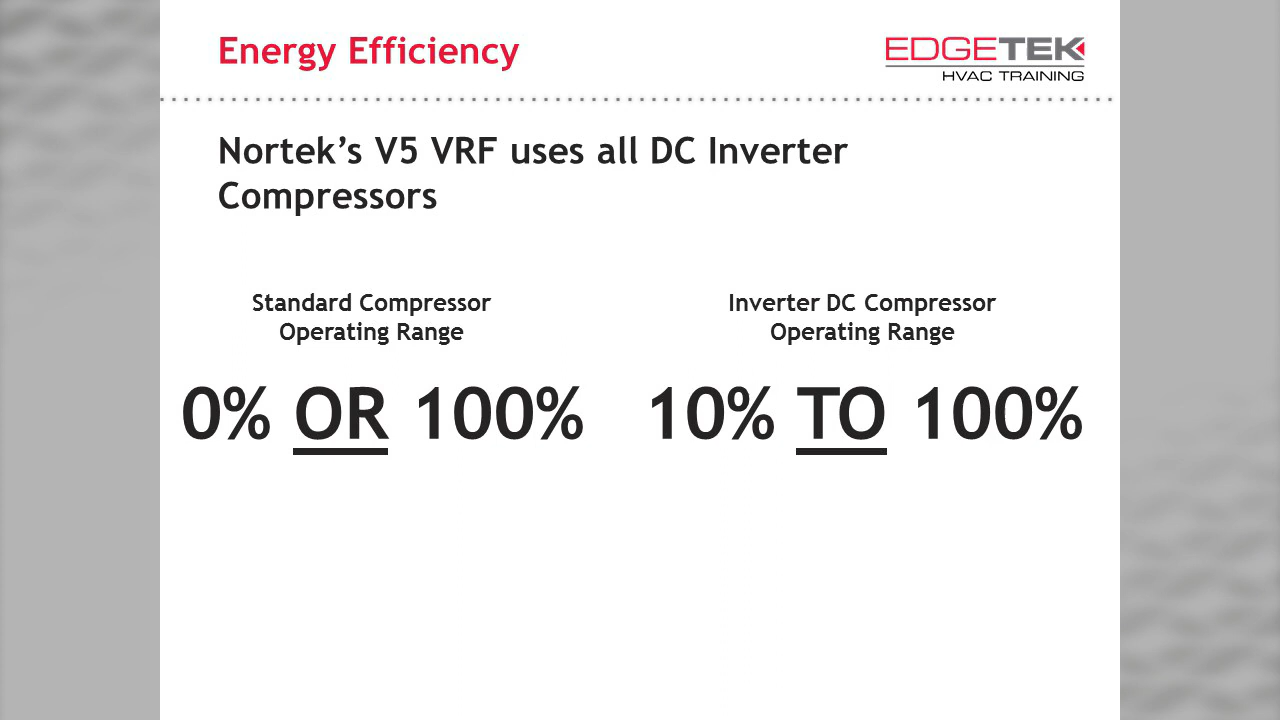 Energy Efficiency
EDGETEK
HVAC TRAINING
Nortek’s V5 VRF uses all DC Inverter
Compressors
Standard Compressor
Operating Range
0% OR 100%
Inverter DC Compressor
Operating Range
10% TO 100%